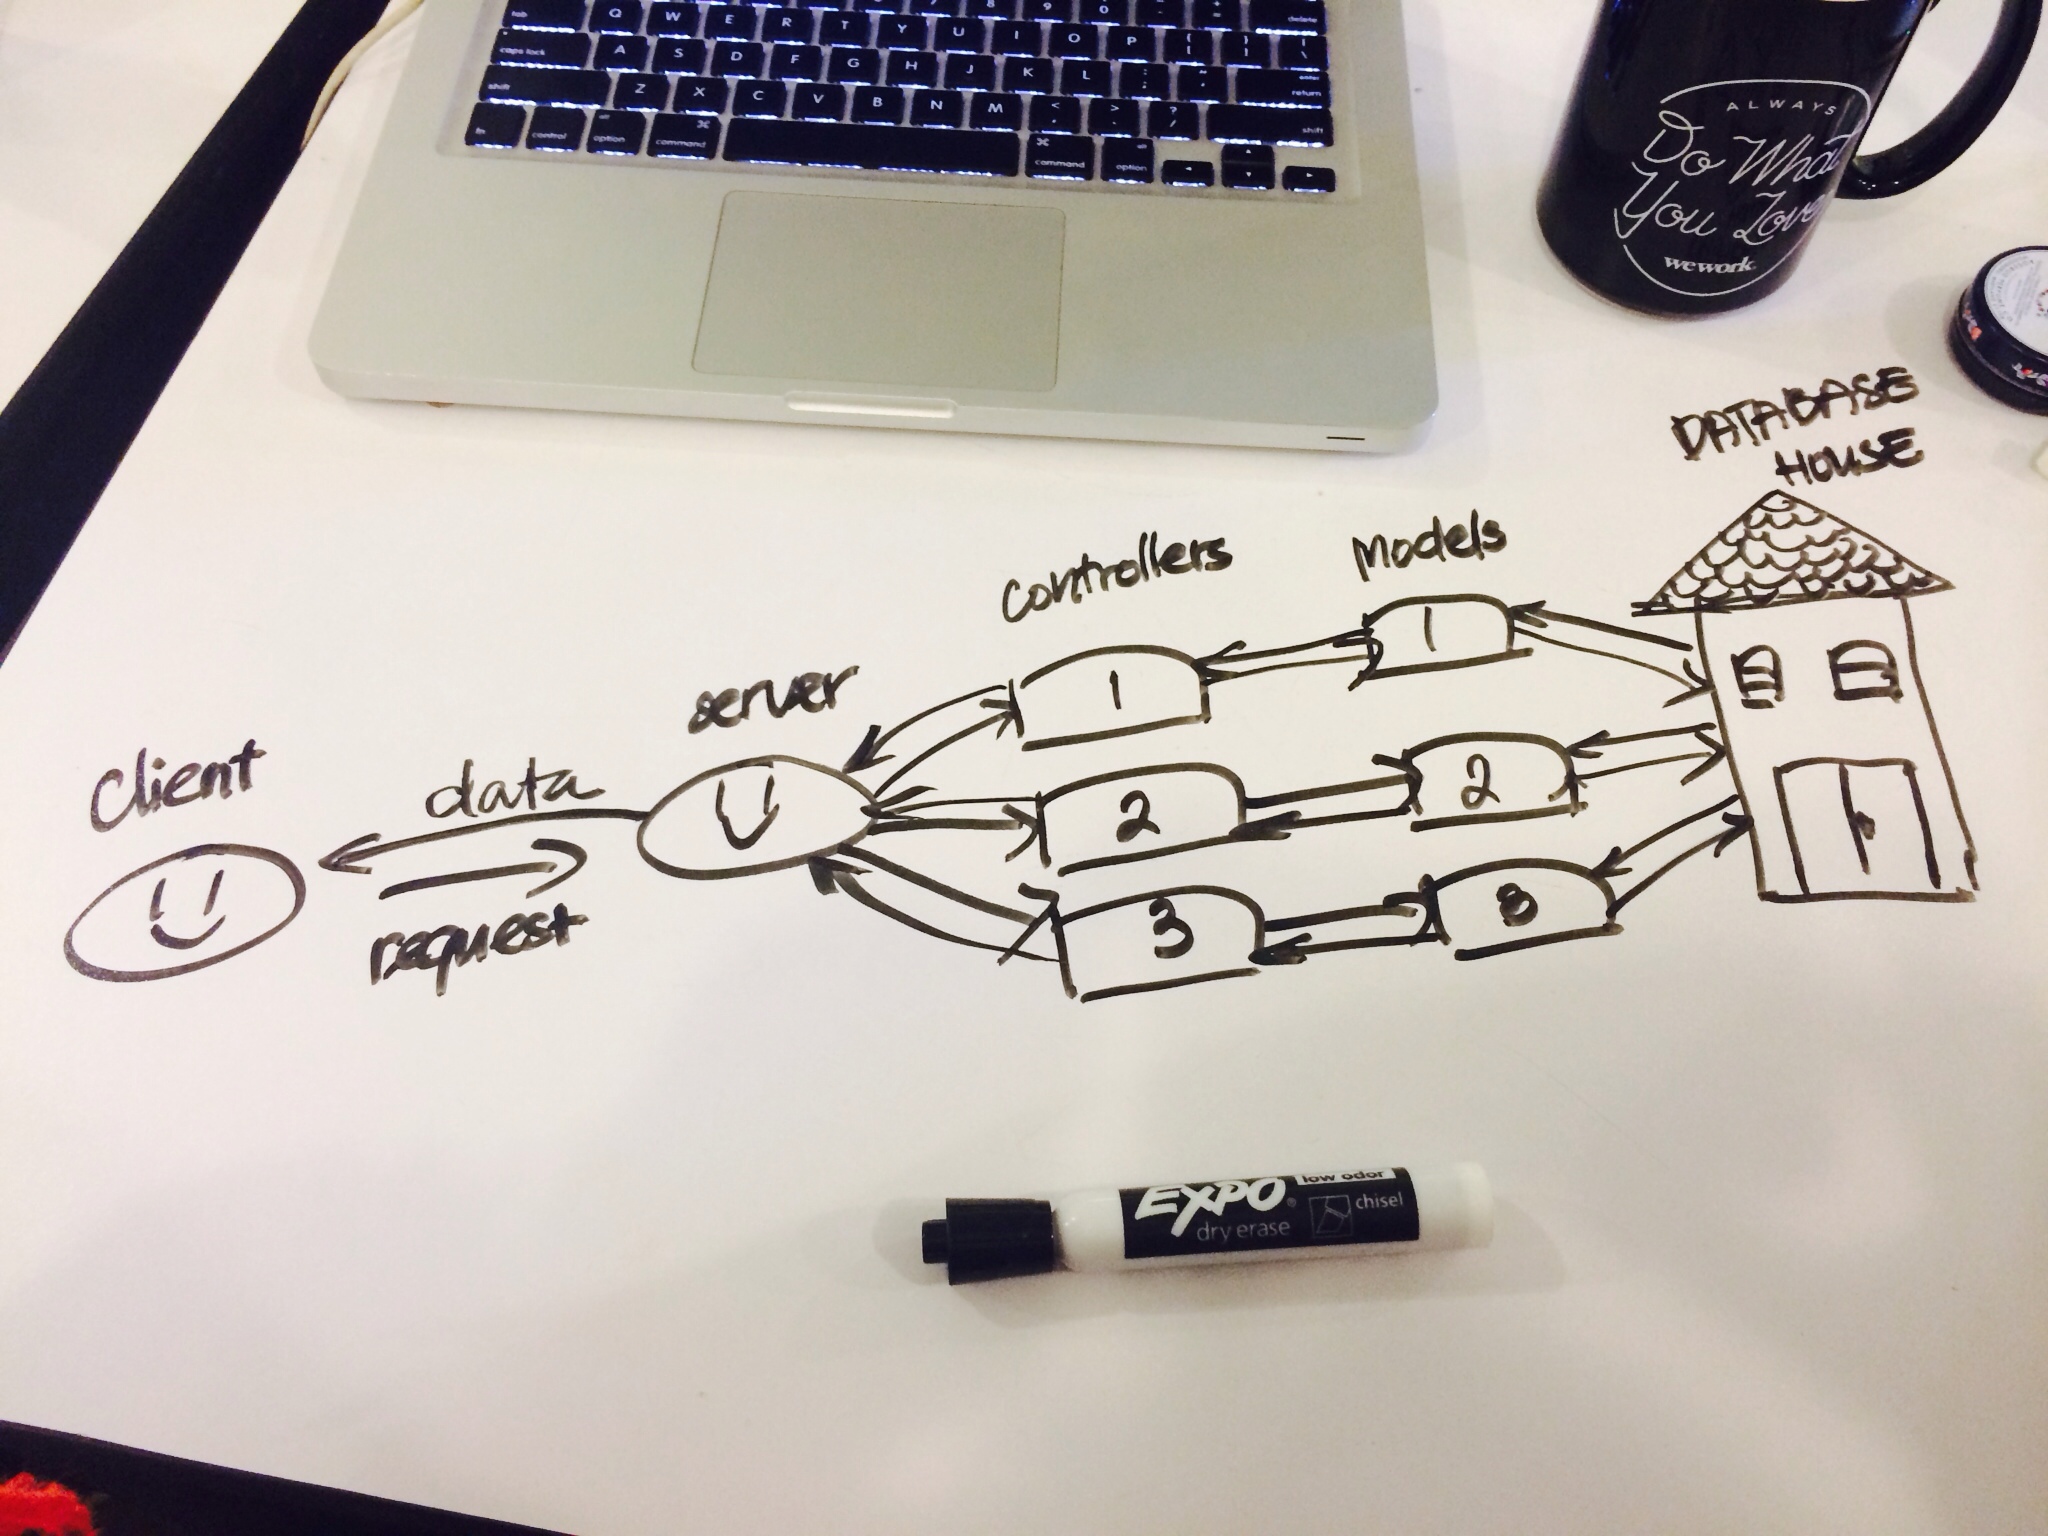 tab Q W E R T Y U I O P { [ } ] | \ delete
caps lock A S D F G H J K L : ; " ' enter return
shift Z X C V B N M < , > . ? / shift
fn control alt option ⌘ command ⌘ command alt option
ALWAYS
Do What
You Love
wework
DATABASE
HOUSE
controllers
models
server
client
data
request
1
1
2
2
3
3
EXPO low odor
dry erase chisel